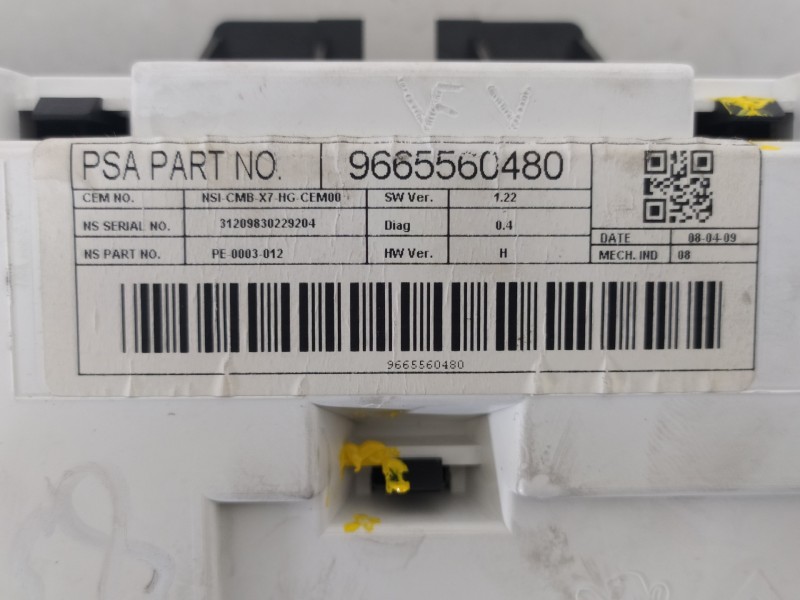 PSA PART NO. 9665560480
CEM NO. NSI-CMB-X7-HG-CEM00 SW Ver. 1.22
NS SERIAL NO. 31209830229204 Diag 0.4
DATE 08-04-09
NS PART NO. PE-0003-012 HW Ver. H
MECH. IND 08
9665560480